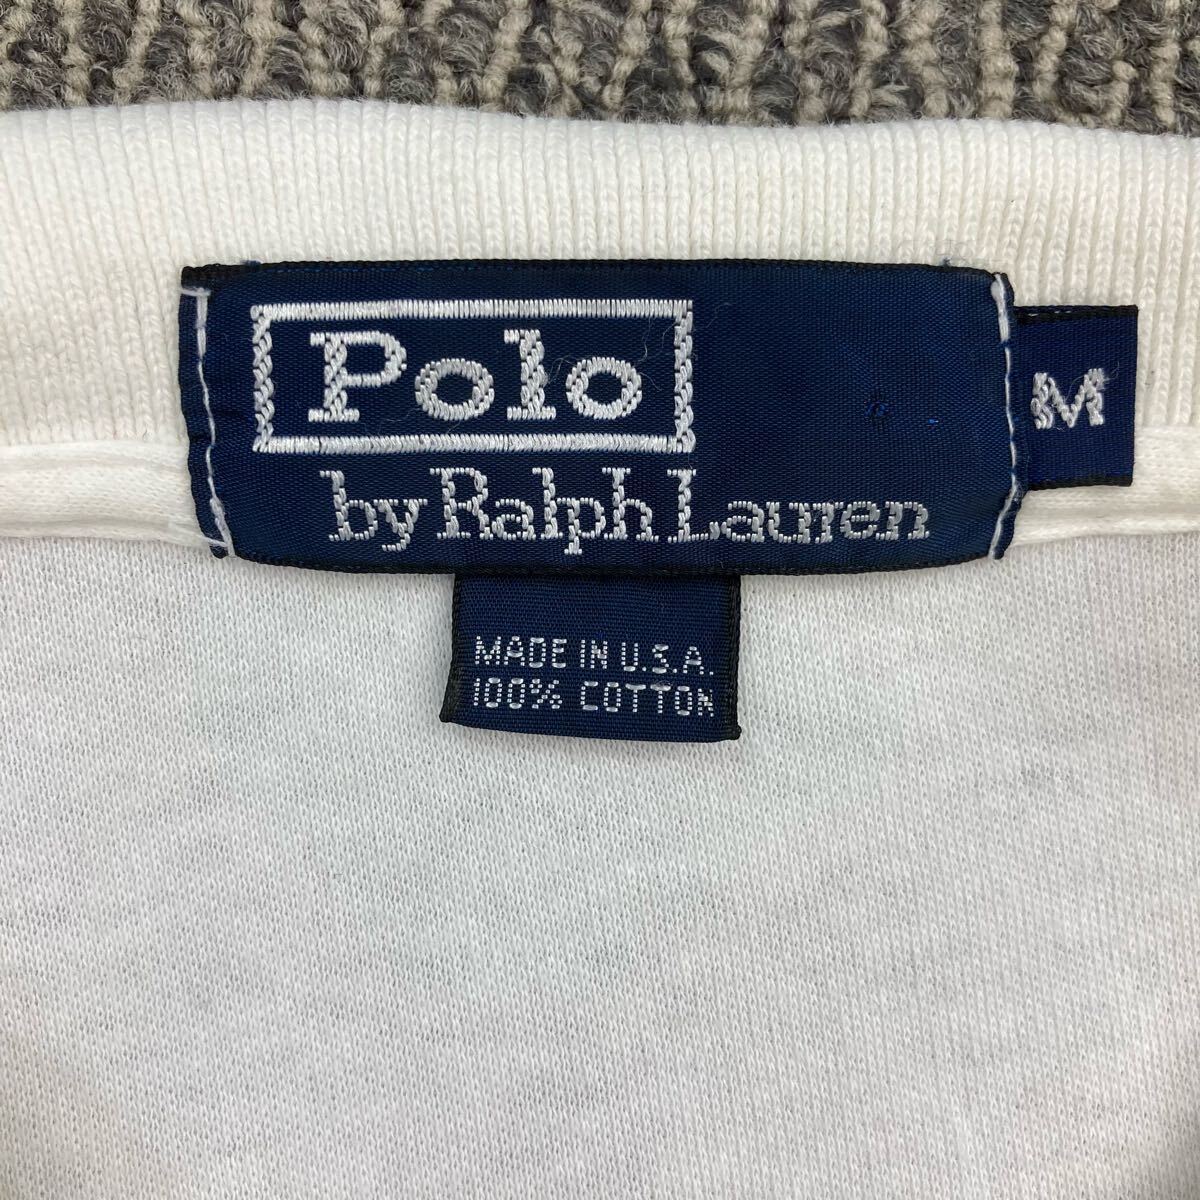 Polo
by Ralph Lauren
M
MADE IN U.S.A.
100% COTTON